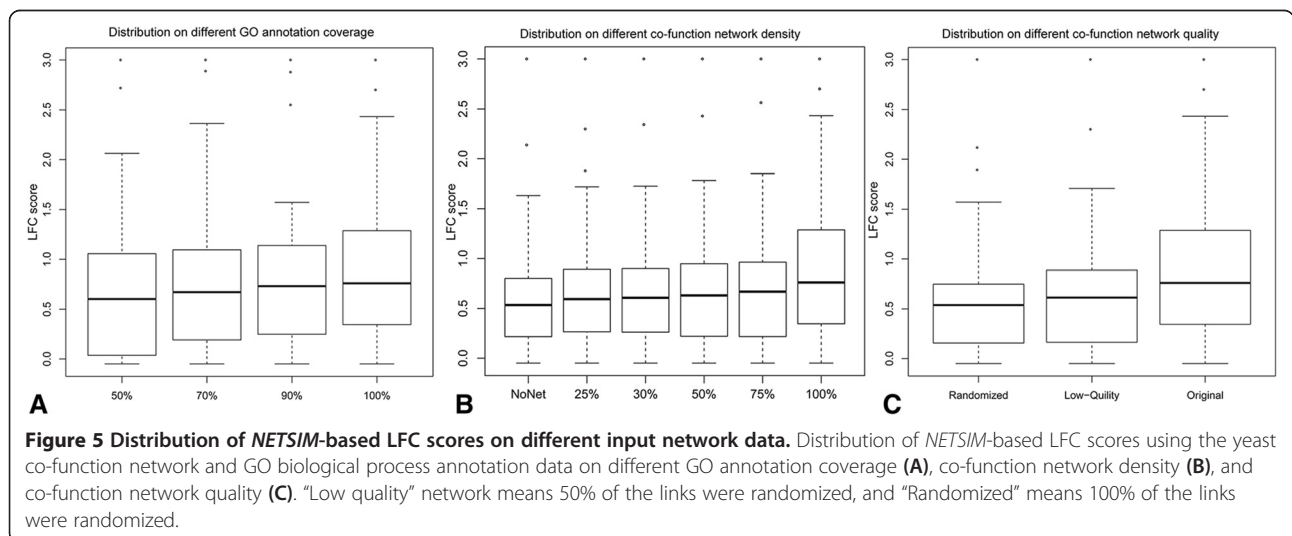 Distribution on different GO annotation coverage
LFC score
3.0
2.5
2.0
1.5
1.0
0.5
0.0
50% 70% 90% 100%
A
Distribution on different co-function network density
LFC score
3.0
2.5
2.0
1.5
1.0
0.5
0.0
NoNet 25% 30% 50% 75% 100%
B
Distribution on different co-function network quality
LFC score
3.0
2.5
2.0
1.5
1.0
0.5
0.0
Randomized Low-Quility Original
C
Figure 5 Distribution of NETSIM-based LFC scores on different input network data. Distribution of NETSIM-based LFC scores using the yeast
co-function network and GO biological process annotation data on different GO annotation coverage (A), co-function network density (B), and
co-function network quality (C). “Low quality” network means 50% of the links were randomized, and “Randomized” means 100% of the links
were randomized.